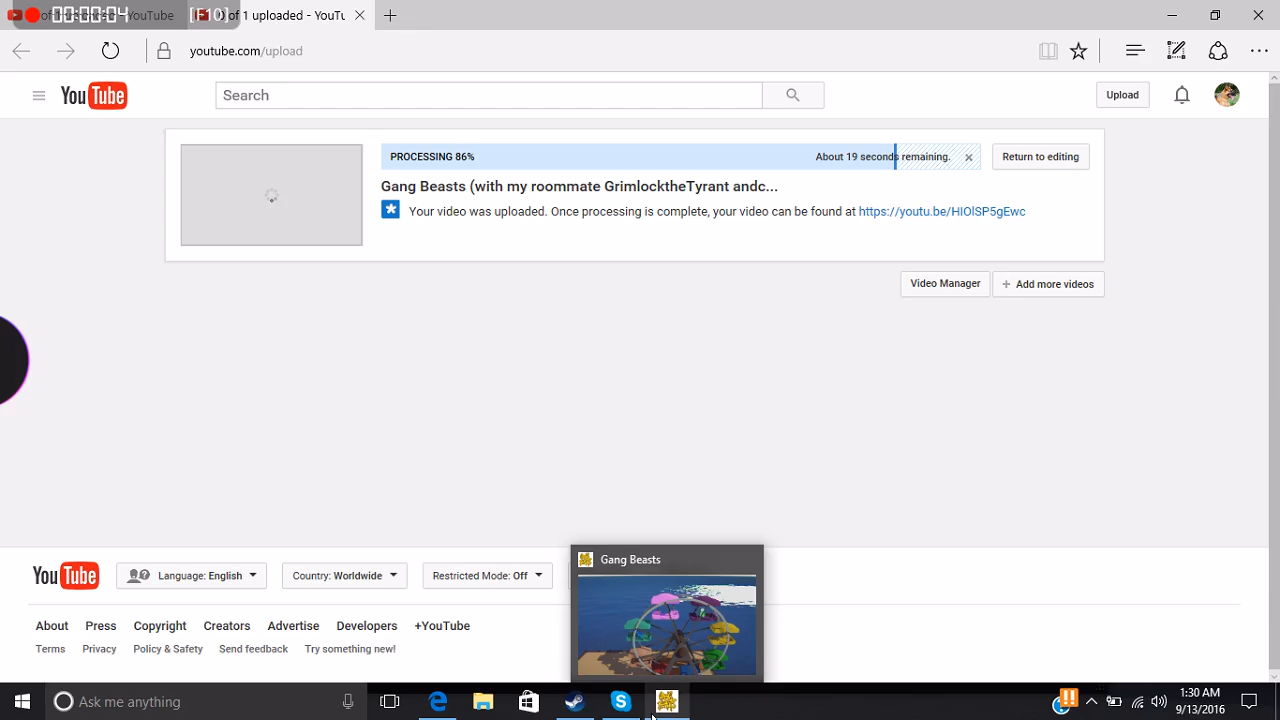 YouTube
00:00:04
[F10]
of 1 uploaded - YouTu
youtube.com/upload
YouTube
Search
Upload
PROCESSING 86%
About 19 seconds remaining.
Return to editing
Gang Beasts (with my roommate GrimlocktheTyrant andc...
Your video was uploaded. Once processing is complete, your video can be found at https://youtu.be/HIOlSP5gEwc
Video Manager
+ Add more videos
Gang Beasts
YouTube
Language: English
Country: Worldwide
Restricted Mode: Off
About
Press
Copyright
Creators
Advertise
Developers
+YouTube
Terms
Privacy
Policy & Safety
Send feedback
Try something new!
Ask me anything
1:30 AM
9/13/2016